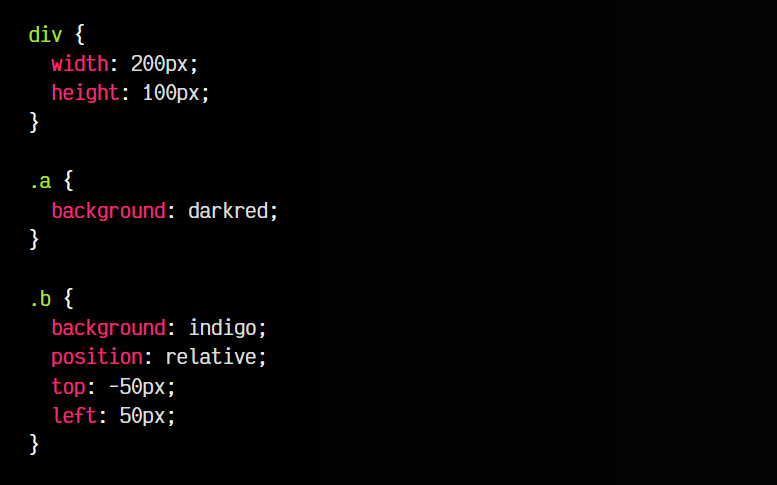 div {
  width: 200px;
  height: 100px;
}

.a {
  background: darkred;
}

.b {
  background: indigo;
  position: relative;
  top: -50px;
  left: 50px;
}